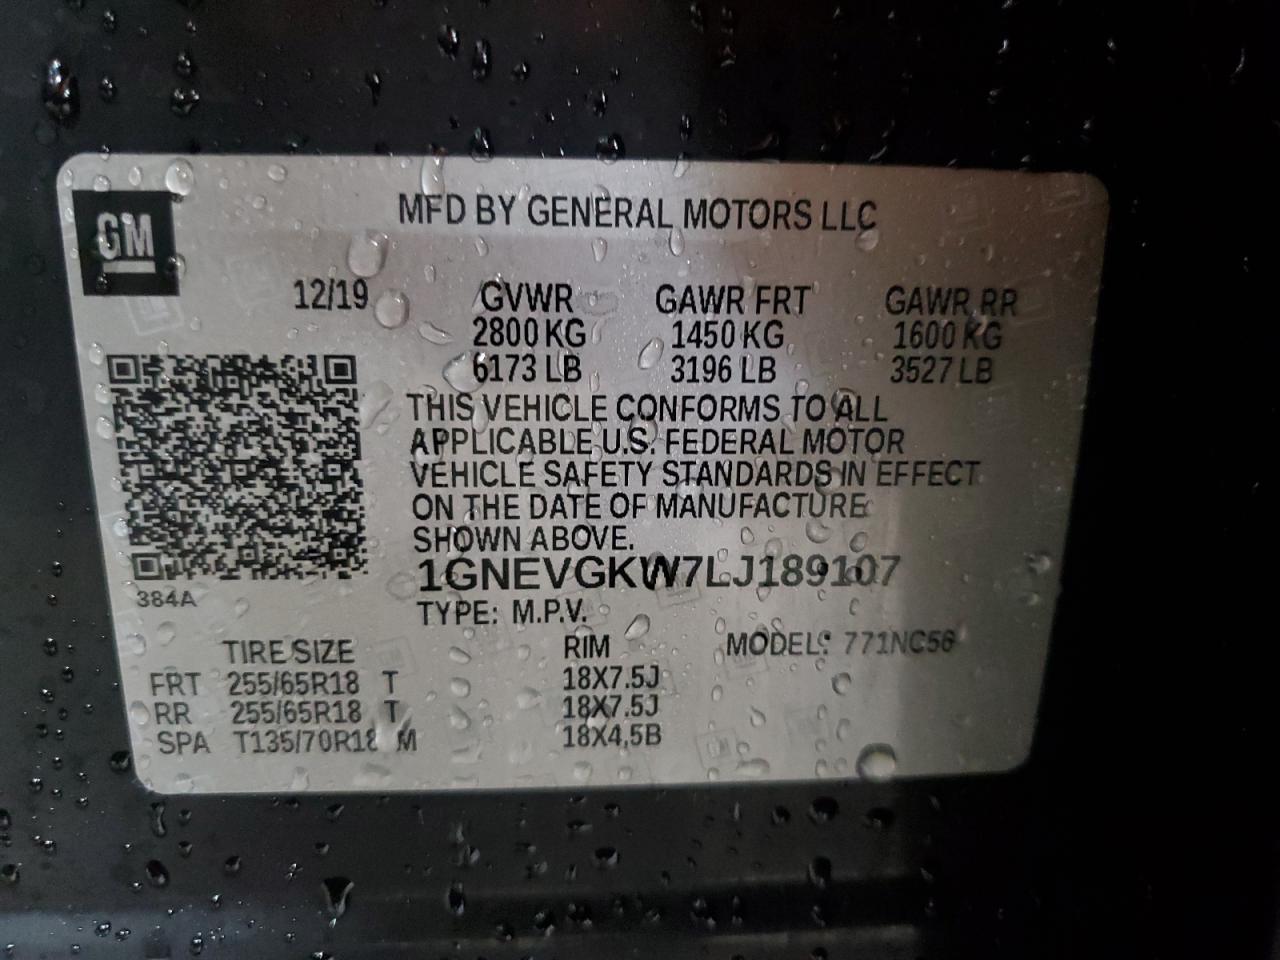 GM
MFD BY GENERAL MOTORS LLC
12/19 GVWR GAWR FRT GAWR RR
2800 KG 1450 KG 1600 KG
6173 LB 3196 LB 3527 LB
THIS VEHICLE CONFORMS TO ALL
APPLICABLE U.S. FEDERAL MOTOR
VEHICLE SAFETY STANDARDS IN EFFECT
ON THE DATE OF MANUFACTURE
SHOWN ABOVE.
1GNEVGKW7LJ189107
384A
TYPE: M.P.V.
TIRE SIZE RIM MODEL: 771NC56
FRT 255/65R18 T 18X7.5J
RR 255/65R18 T 18X7.5J
SPA T135/70R18 M 18X4.5B